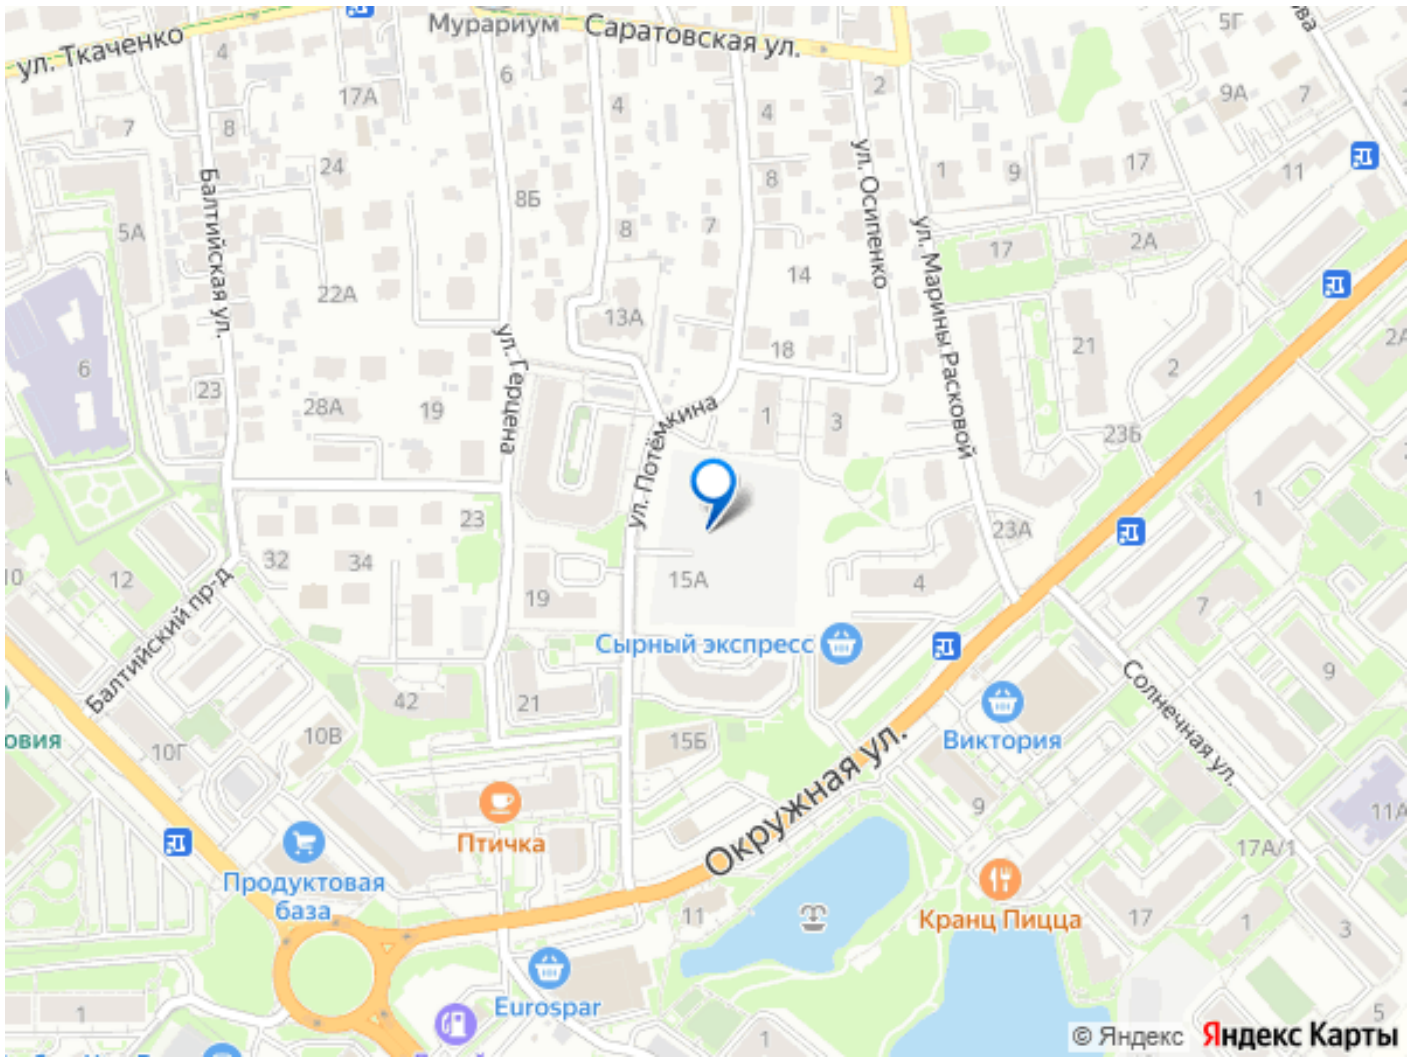 Мурариум
Саратовская ул.
5Г
ул. Ткаченко
4
6
2
17А
4
4
9А
7
7
8
24
1
9
17
11
8Б
8
8
7
ул. Осипенко
Балтийская ул.
5А
17
2А
14
22А
13А
ул. Марины Расковой
18
21
2
2А
6
23
28А
19
ул. Герцена
ул. Потёмкина
1
3
23Б
1
23
23А
32
34
15А
4
10
12
19
7
Балтийский пр-д
Сырный экспресс
9
Солнечная ул.
42
21
овия
10Г
10В
15Б
Виктория
Окружная ул.
9
11А
Птичка
17А/1
Продуктовая
база
11
Кранц Пицца
17
1
3
Eurospar
1
1
5
© Яндекс Яндекс Карты